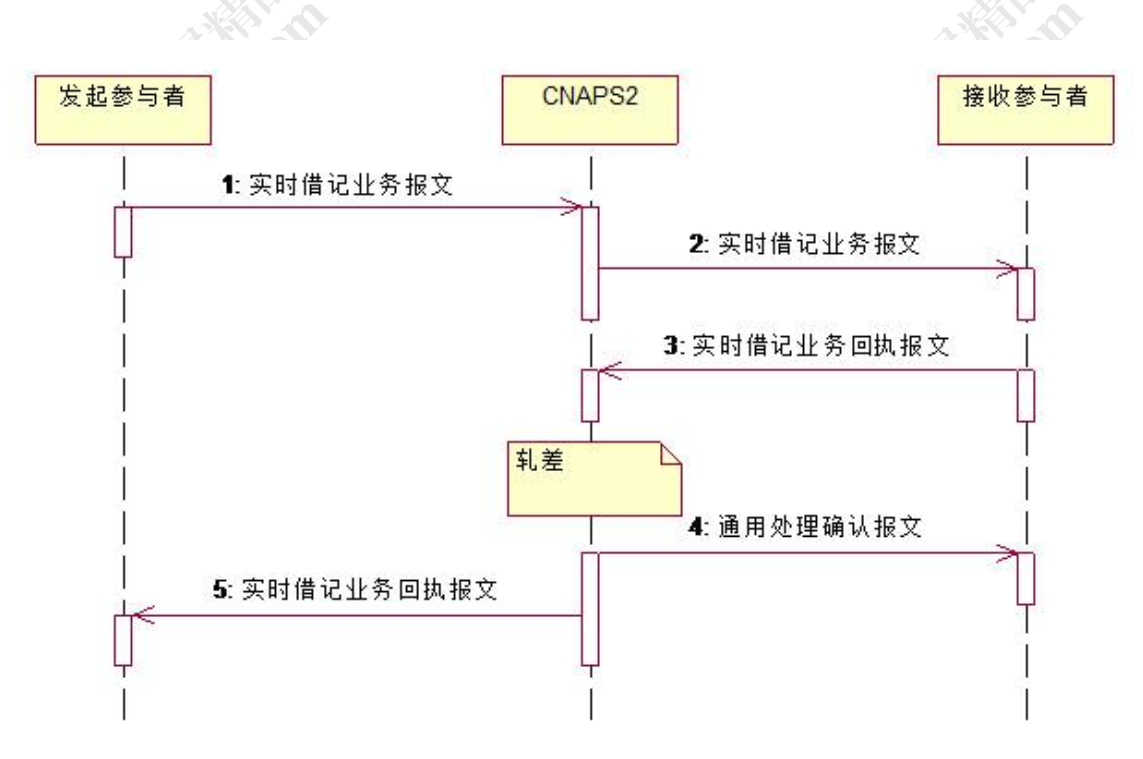 发起参与者
CNAPS2
接收参与者
1: 实时借记业务报文
2: 实时借记业务报文
3: 实时借记业务回执报文
轧差
4: 通用处理确认报文
5: 实时借记业务回执报文